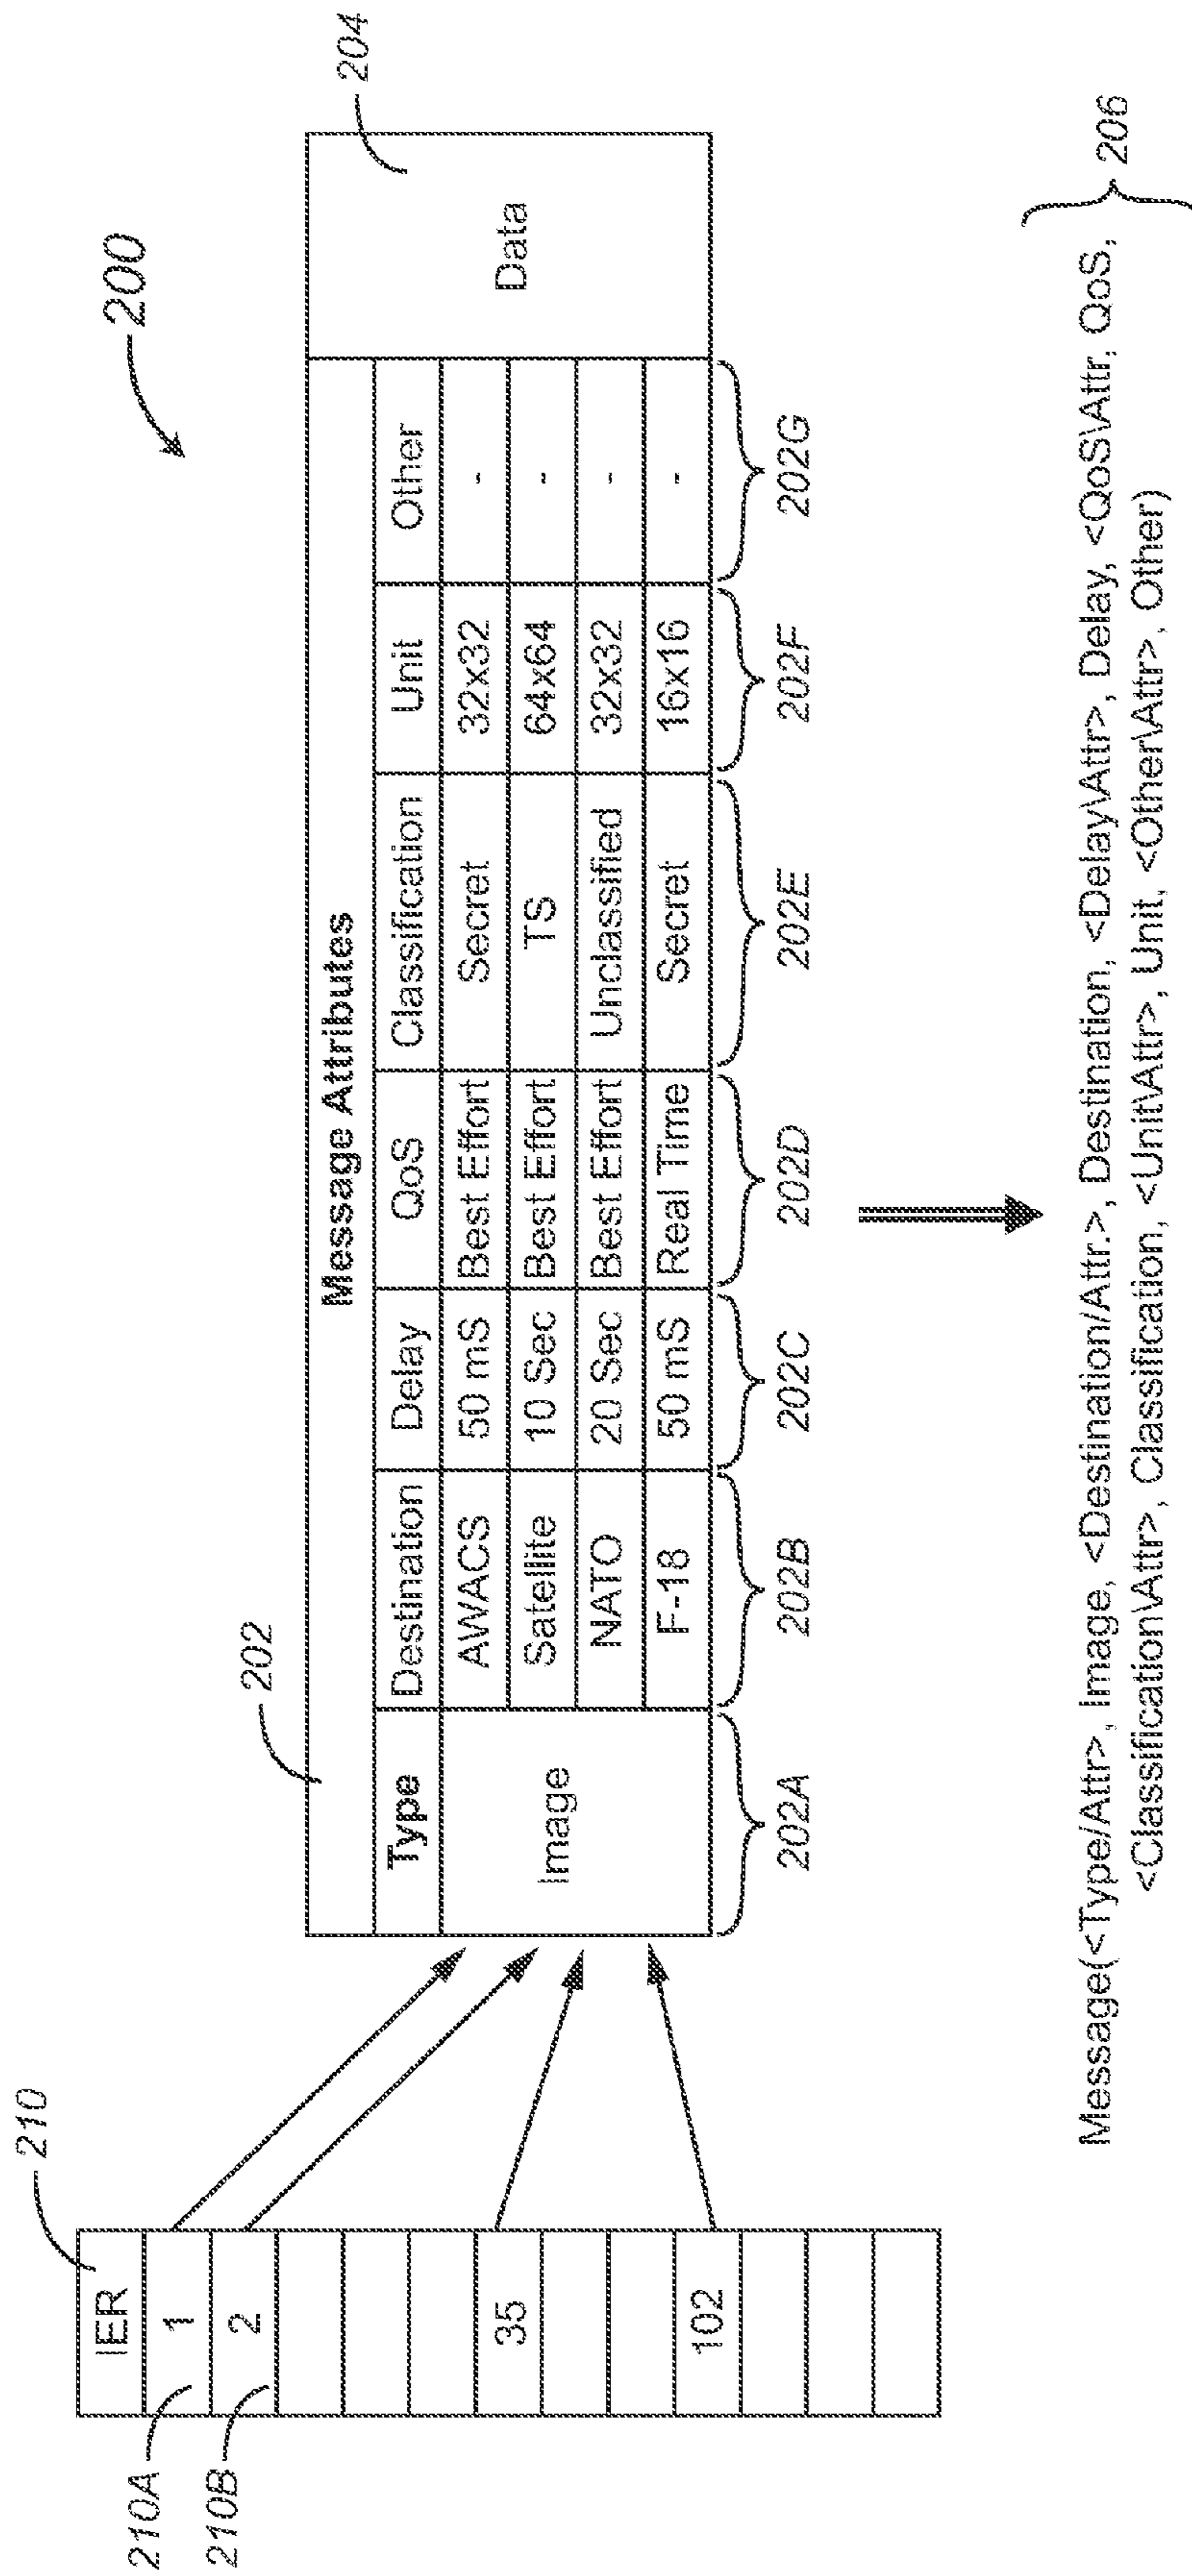 200
210
IER
210A
1
210B
2
35
102
202
Message Attributes
204
Type Destination Delay QoS Classification Unit Other
Data
Image
AWACS 50 mS Best Effort Secret 32x32 -
Satellite 10 Sec Best Effort TS 64x64 -
NATO 20 Sec Best Effort Unclassified 32x32 -
F-18 50 mS Real Time Secret 16x16 -
202A 202B 202C 202D 202E 202F 202G
Message(<Type/Attr>, Image, <Destination/Attr.>, Destination, <Delay\Attr>, Delay, <QoS\Attr, QoS,
<Classification\Attr>, Classification, <Unit\Attr>, Unit, <Other\Attr>, Other)
206